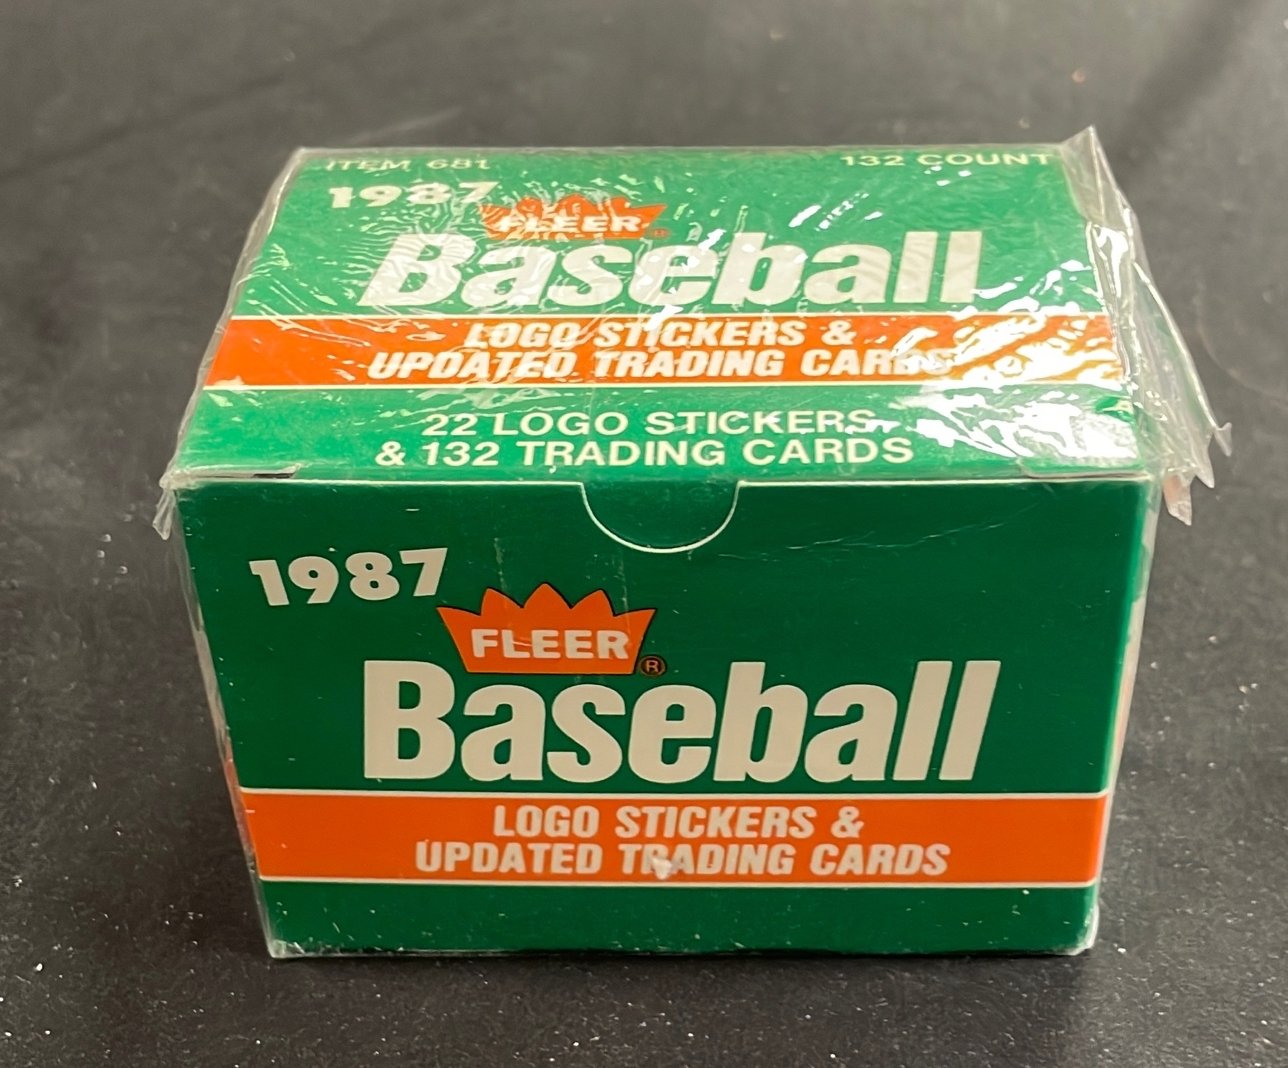 ITEM 681 132 COUNT
1987
FLEER ®
Baseball
LOGO STICKERS &
UPDATED TRADING CARDS
22 LOGO STICKERS
& 132 TRADING CARDS
1987
FLEER ®
Baseball
LOGO STICKERS &
UPDATED TRADING CARDS